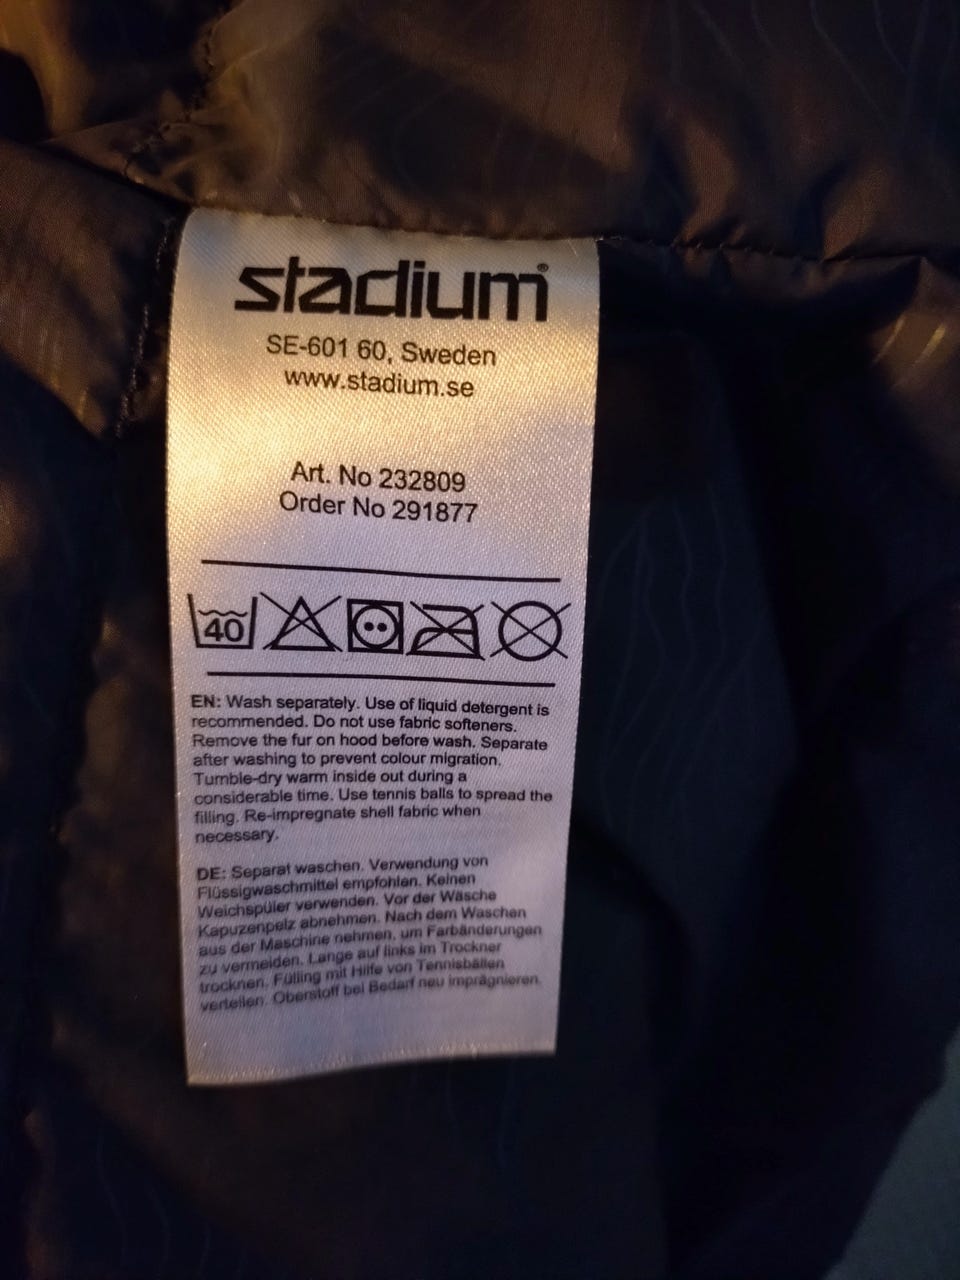 stadium®
SE-601 60, Sweden
www.stadium.se
Art. No 232809
Order No 291877
40
EN: Wash separately. Use of liquid detergent is
recommended. Do not use fabric softeners.
Remove the fur on hood before wash. Separate
after washing to prevent colour migration.
Tumble-dry warm inside out during a
considerable time. Use tennis balls to spread the
filling. Re-impregnate shell fabric when
necessary.
DE: Separat waschen. Verwendung von
Flüssigwaschmittel empfohlen. Keinen
Weichspüler verwenden. Vor der Wäsche
Kapuzenpelz abnehmen. Nach dem Waschen
aus der Maschine nehmen, um Farbänderungen
zu vermeiden. Lange auf links im Trockner
trocknen. Füllung mit Hilfe von Tennisbällen
verteilen. Oberstoff bei Bedarf neu imprägnieren.